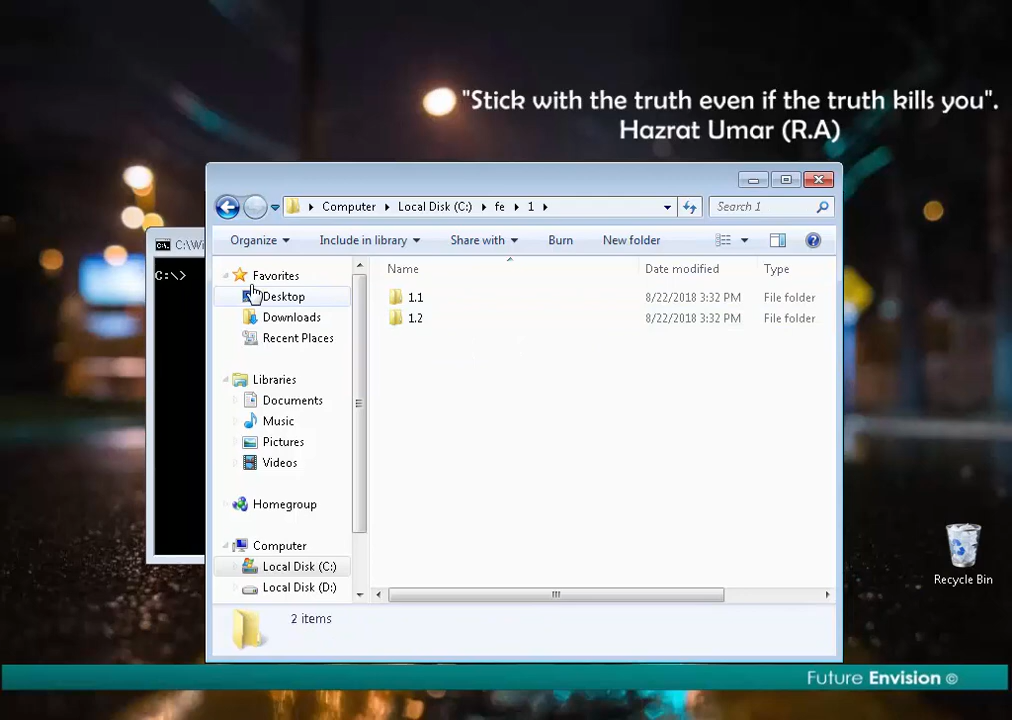 "Stick with the truth even if the truth kills you".
Hazrat Umar (R.A)
Computer Local Disk (C:) fe 1
Search 1
Organize Include in library Share with Burn New folder
C:\Wi
C:\>
Name Date modified Type
Favorites
Desktop
Downloads
Recent Places
Libraries
Documents
Music
Pictures
Videos
Homegroup
Computer
Local Disk (C:)
Local Disk (D:)
1.1 8/22/2018 3:32 PM File folder
1.2 8/22/2018 3:32 PM File folder
2 items
Recycle Bin
Future Envision ©